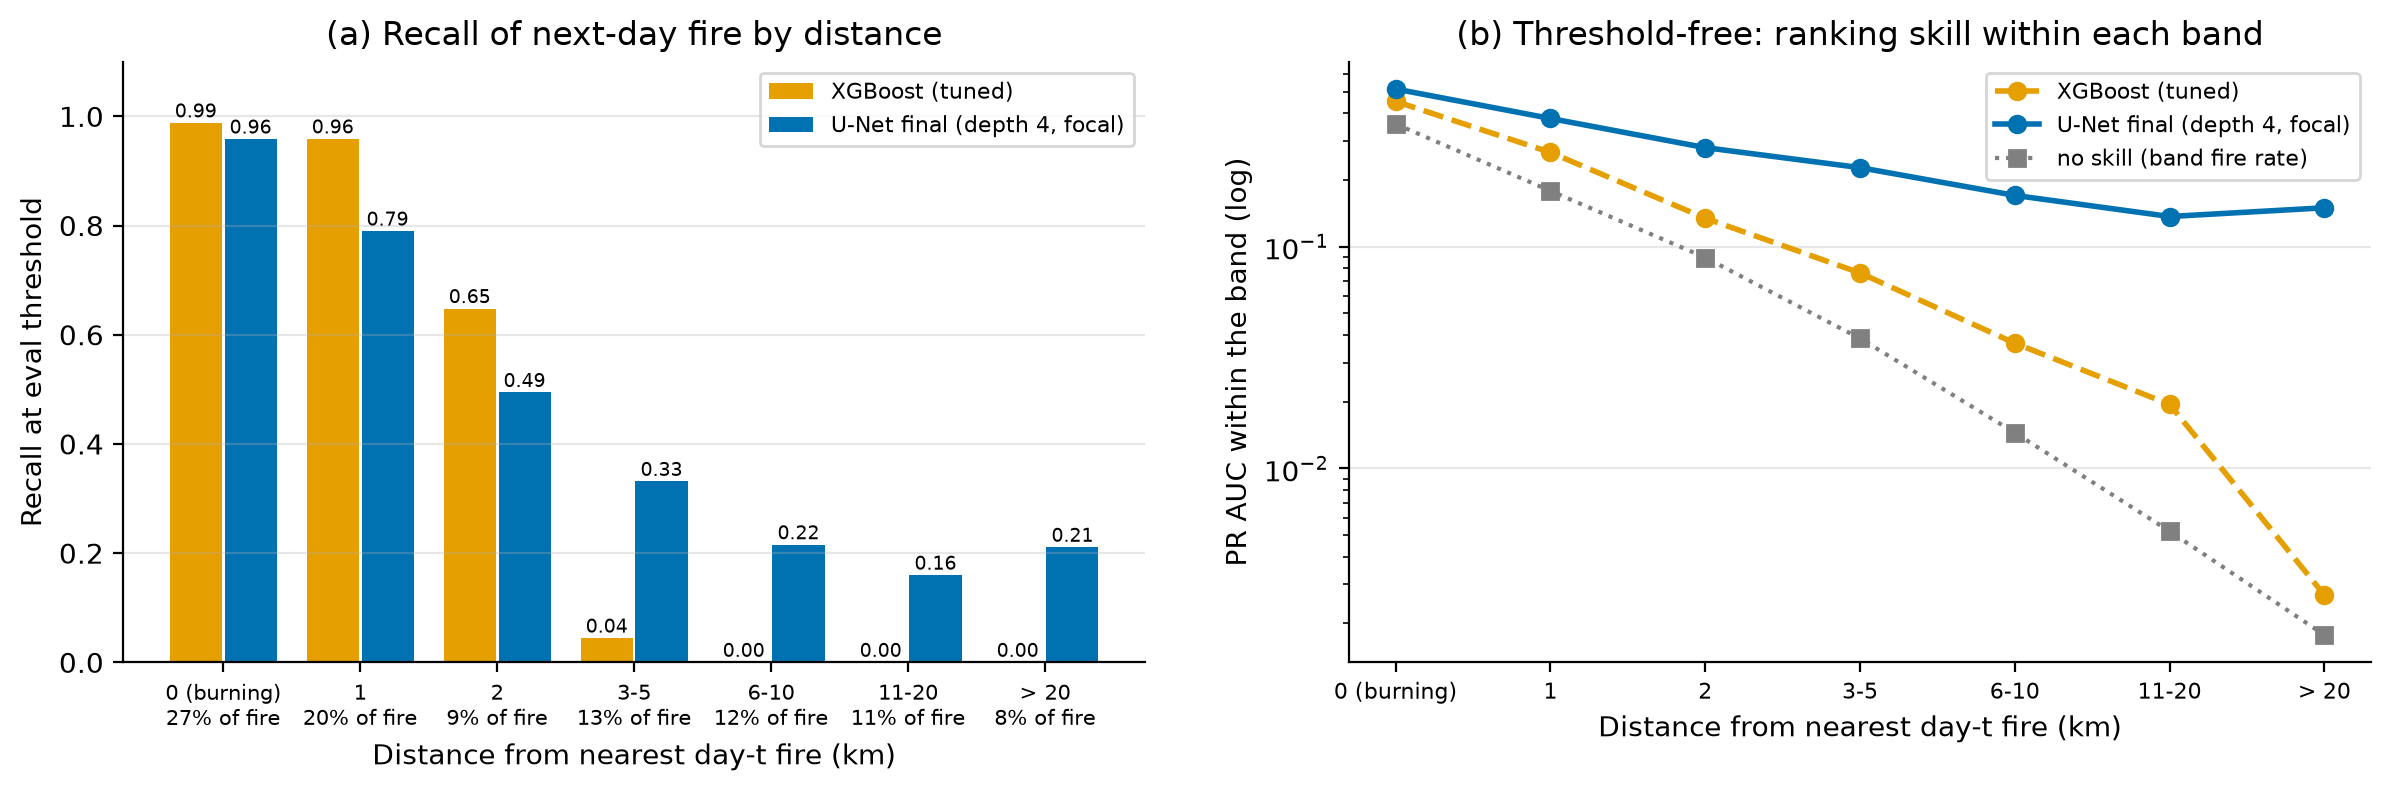 (a) Recall of next-day fire by distance
Recall at eval threshold
1.0
0.8
0.6
0.4
0.2
0.0
XGBoost (tuned)
U-Net final (depth 4, focal)
0.99
0.96
0.96
0.79
0.65
0.49
0.04
0.33
0.00
0.22
0.00
0.16
0.00
0.21
0 (burning) 1 2 3-5 6-10 11-20 > 20
27% of fire 20% of fire 9% of fire 13% of fire 12% of fire 11% of fire 8% of fire
Distance from nearest day-t fire (km)
(b) Threshold-free: ranking skill within each band
PR AUC within the band (log)
10⁻¹
10⁻²
XGBoost (tuned)
U-Net final (depth 4, focal)
no skill (band fire rate)
0 (burning) 1 2 3-5 6-10 11-20 > 20
Distance from nearest day-t fire (km)